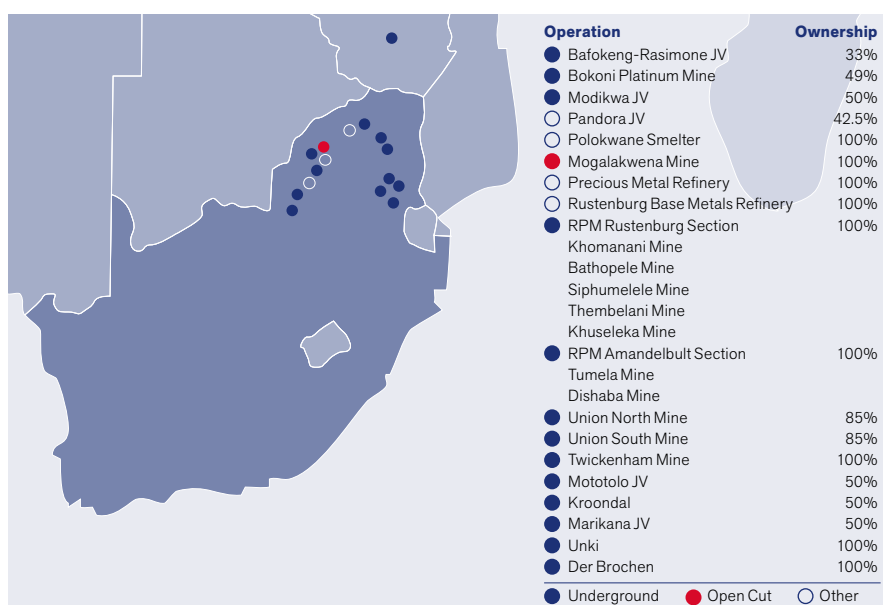 Operation Ownership
Bafokeng-Rasimone JV 33%
Bokoni Platinum Mine 49%
Modikwa JV 50%
Pandora JV 42.5%
Polokwane Smelter 100%
Mogalakwena Mine 100%
Precious Metal Refinery 100%
Rustenburg Base Metals Refinery 100%
RPM Rustenburg Section 100%
Khomanani Mine
Bathopele Mine
Siphumelele Mine
Thembelani Mine
Khuseleka Mine
RPM Amandelbult Section 100%
Tumela Mine
Dishaba Mine
Union North Mine 85%
Union South Mine 85%
Twickenham Mine 100%
Mototolo JV 50%
Kroondal 50%
Marikana JV 50%
Unki 100%
Der Brochen 100%
Underground Open Cut Other